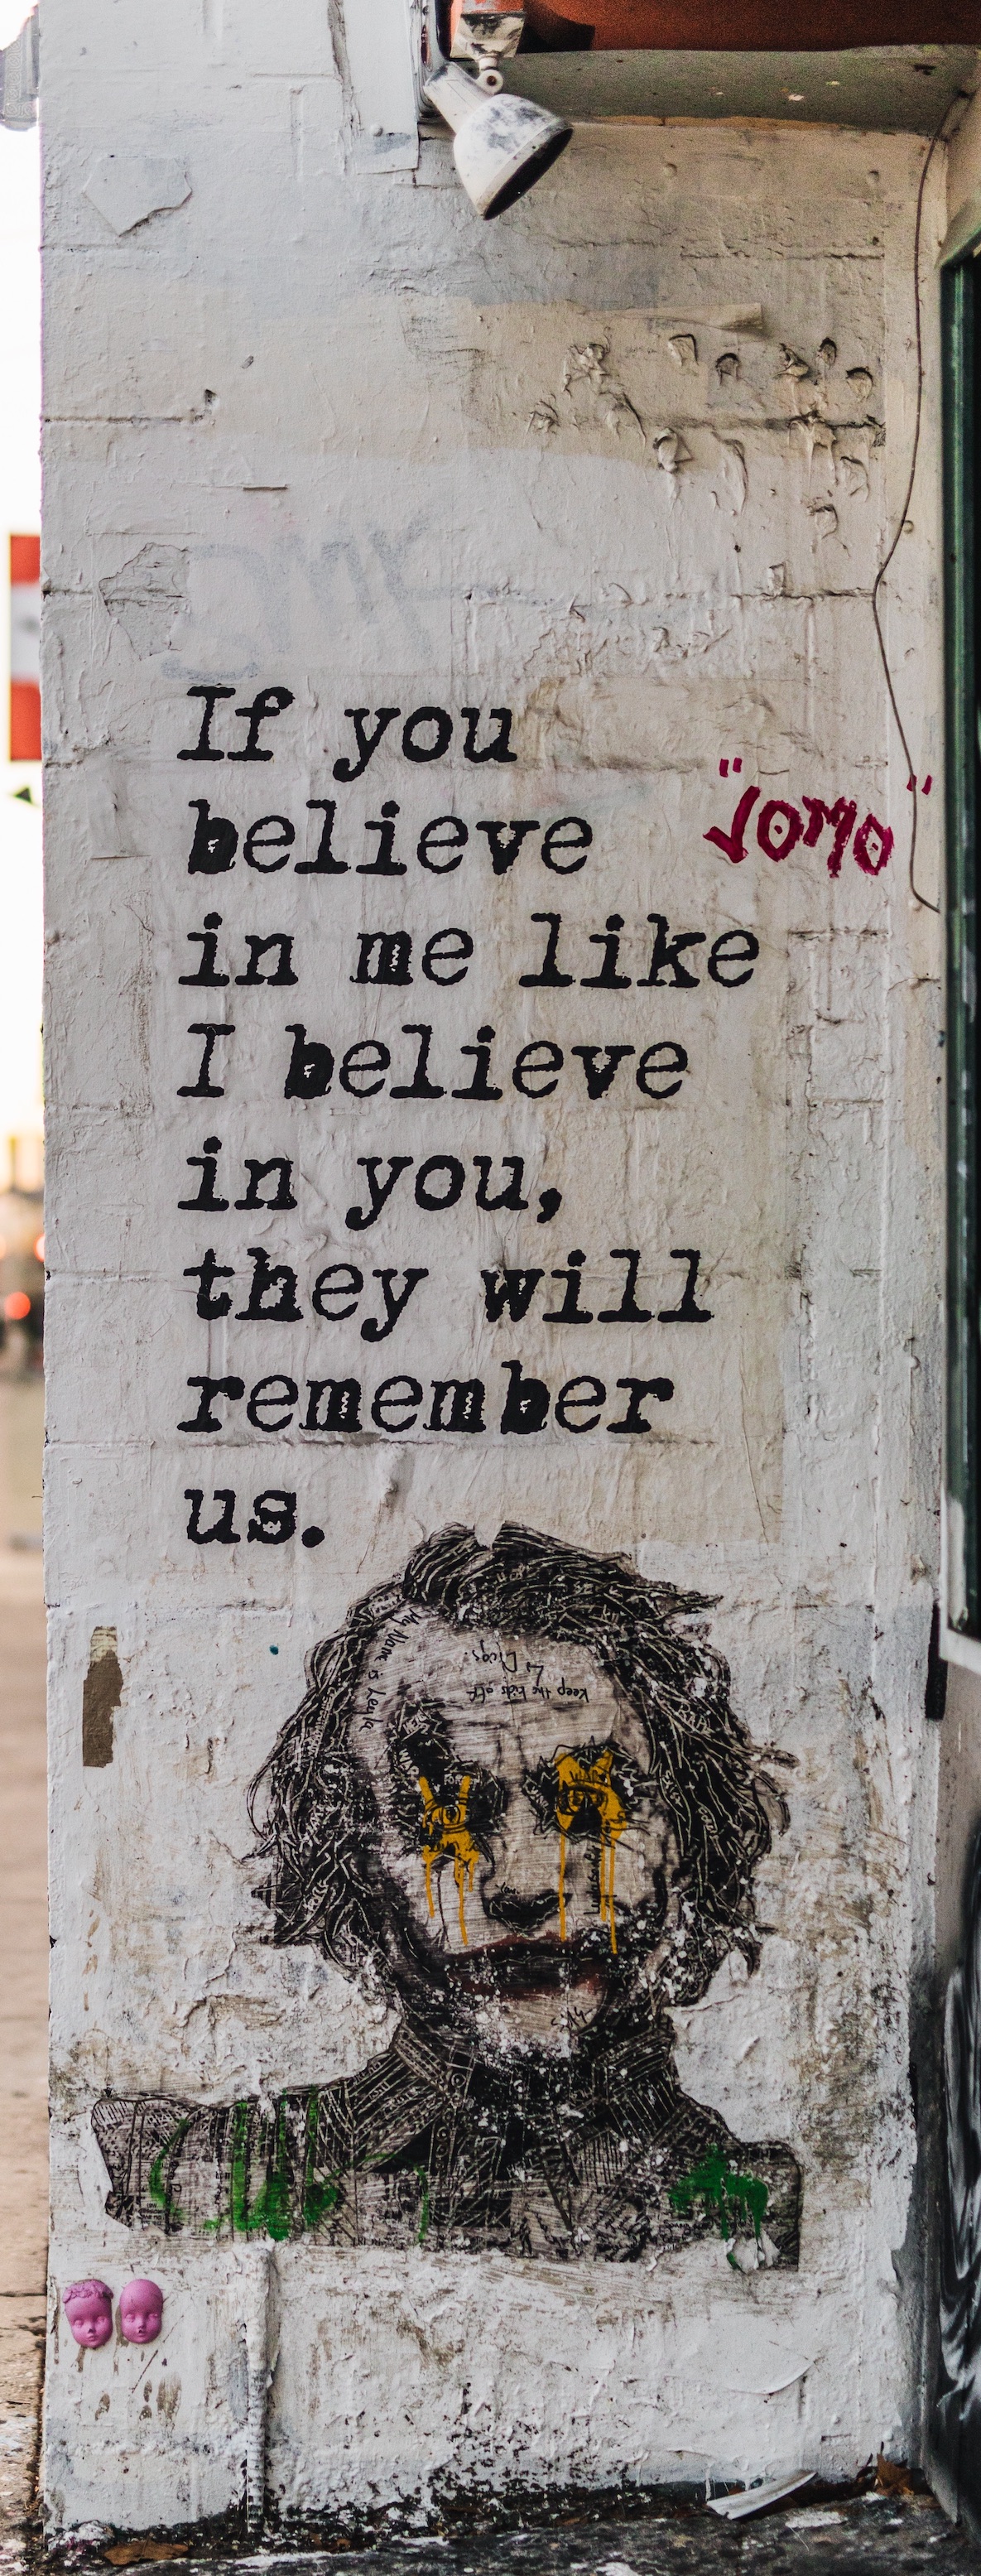 If you
believe
"JOMO"
in me like
I believe
in you,
they will
remember
us.
My Name is Leyla
Keep the kids off
Drugs.